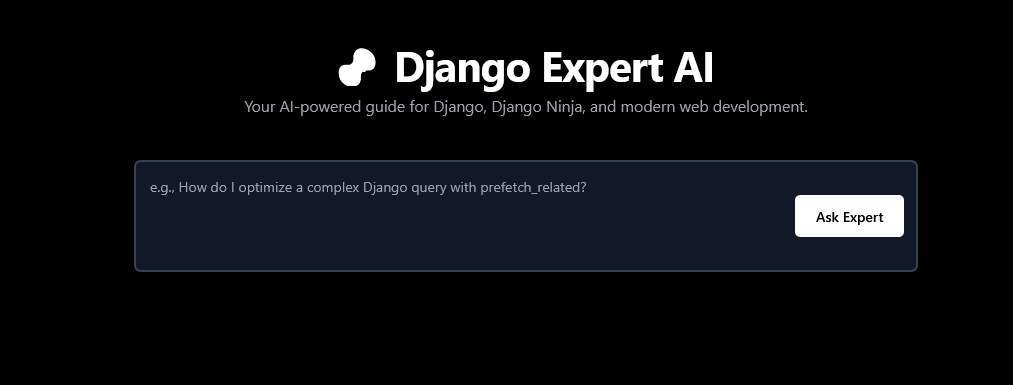 Django Expert AI
Your AI-powered guide for Django, Django Ninja, and modern web development.
e.g., How do I optimize a complex Django query with prefetch_related?
Ask Expert